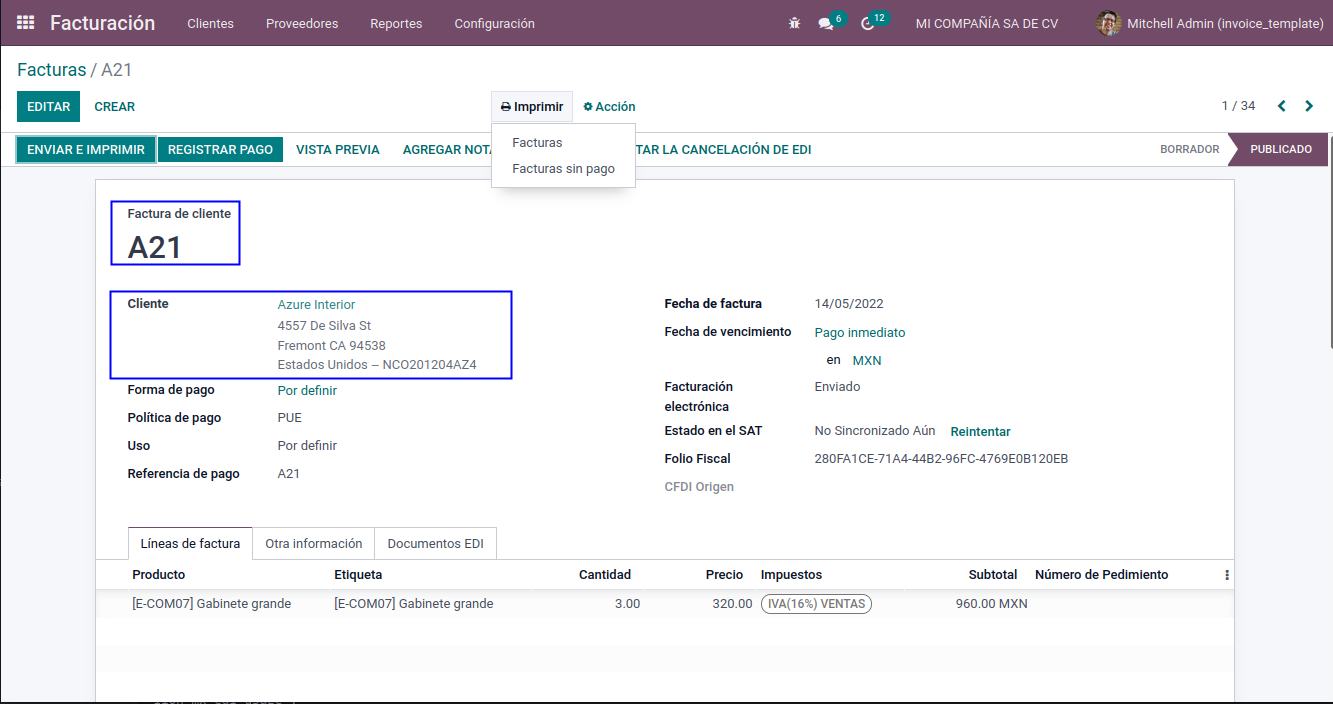 Facturación Clientes Proveedores Reportes Configuración 6 12 MI COMPAÑÍA SA DE CV Mitchell Admin (invoice_template)
Facturas / A21
EDITAR CREAR Imprimir Acción 1 / 34
Facturas
Facturas sin pago
ENVIAR E IMPRIMIR REGISTRAR PAGO VISTA PREVIA AGREGAR NOTA TAR LA CANCELACIÓN DE EDI BORRADOR PUBLICADO
Factura de cliente
A21
Cliente Azure Interior
4557 De Silva St
Fremont CA 94538
Estados Unidos – NCO201204AZ4
Forma de pago Por definir
Política de pago PUE
Uso Por definir
Referencia de pago A21
Fecha de factura 14/05/2022
Fecha de vencimiento Pago inmediato
en MXN
Facturación electrónica Enviado
Estado en el SAT No Sincronizado Aún Reintentar
Folio Fiscal 280FA1CE-71A4-44B2-96FC-4769E0B120EB
CFDI Origen
Líneas de factura Otra información Documentos EDI
Producto Etiqueta Cantidad Precio Impuestos Subtotal Número de Pedimiento
[E-COM07] Gabinete grande [E-COM07] Gabinete grande 3.00 320.00 IVA(16%) VENTAS 960.00 MXN